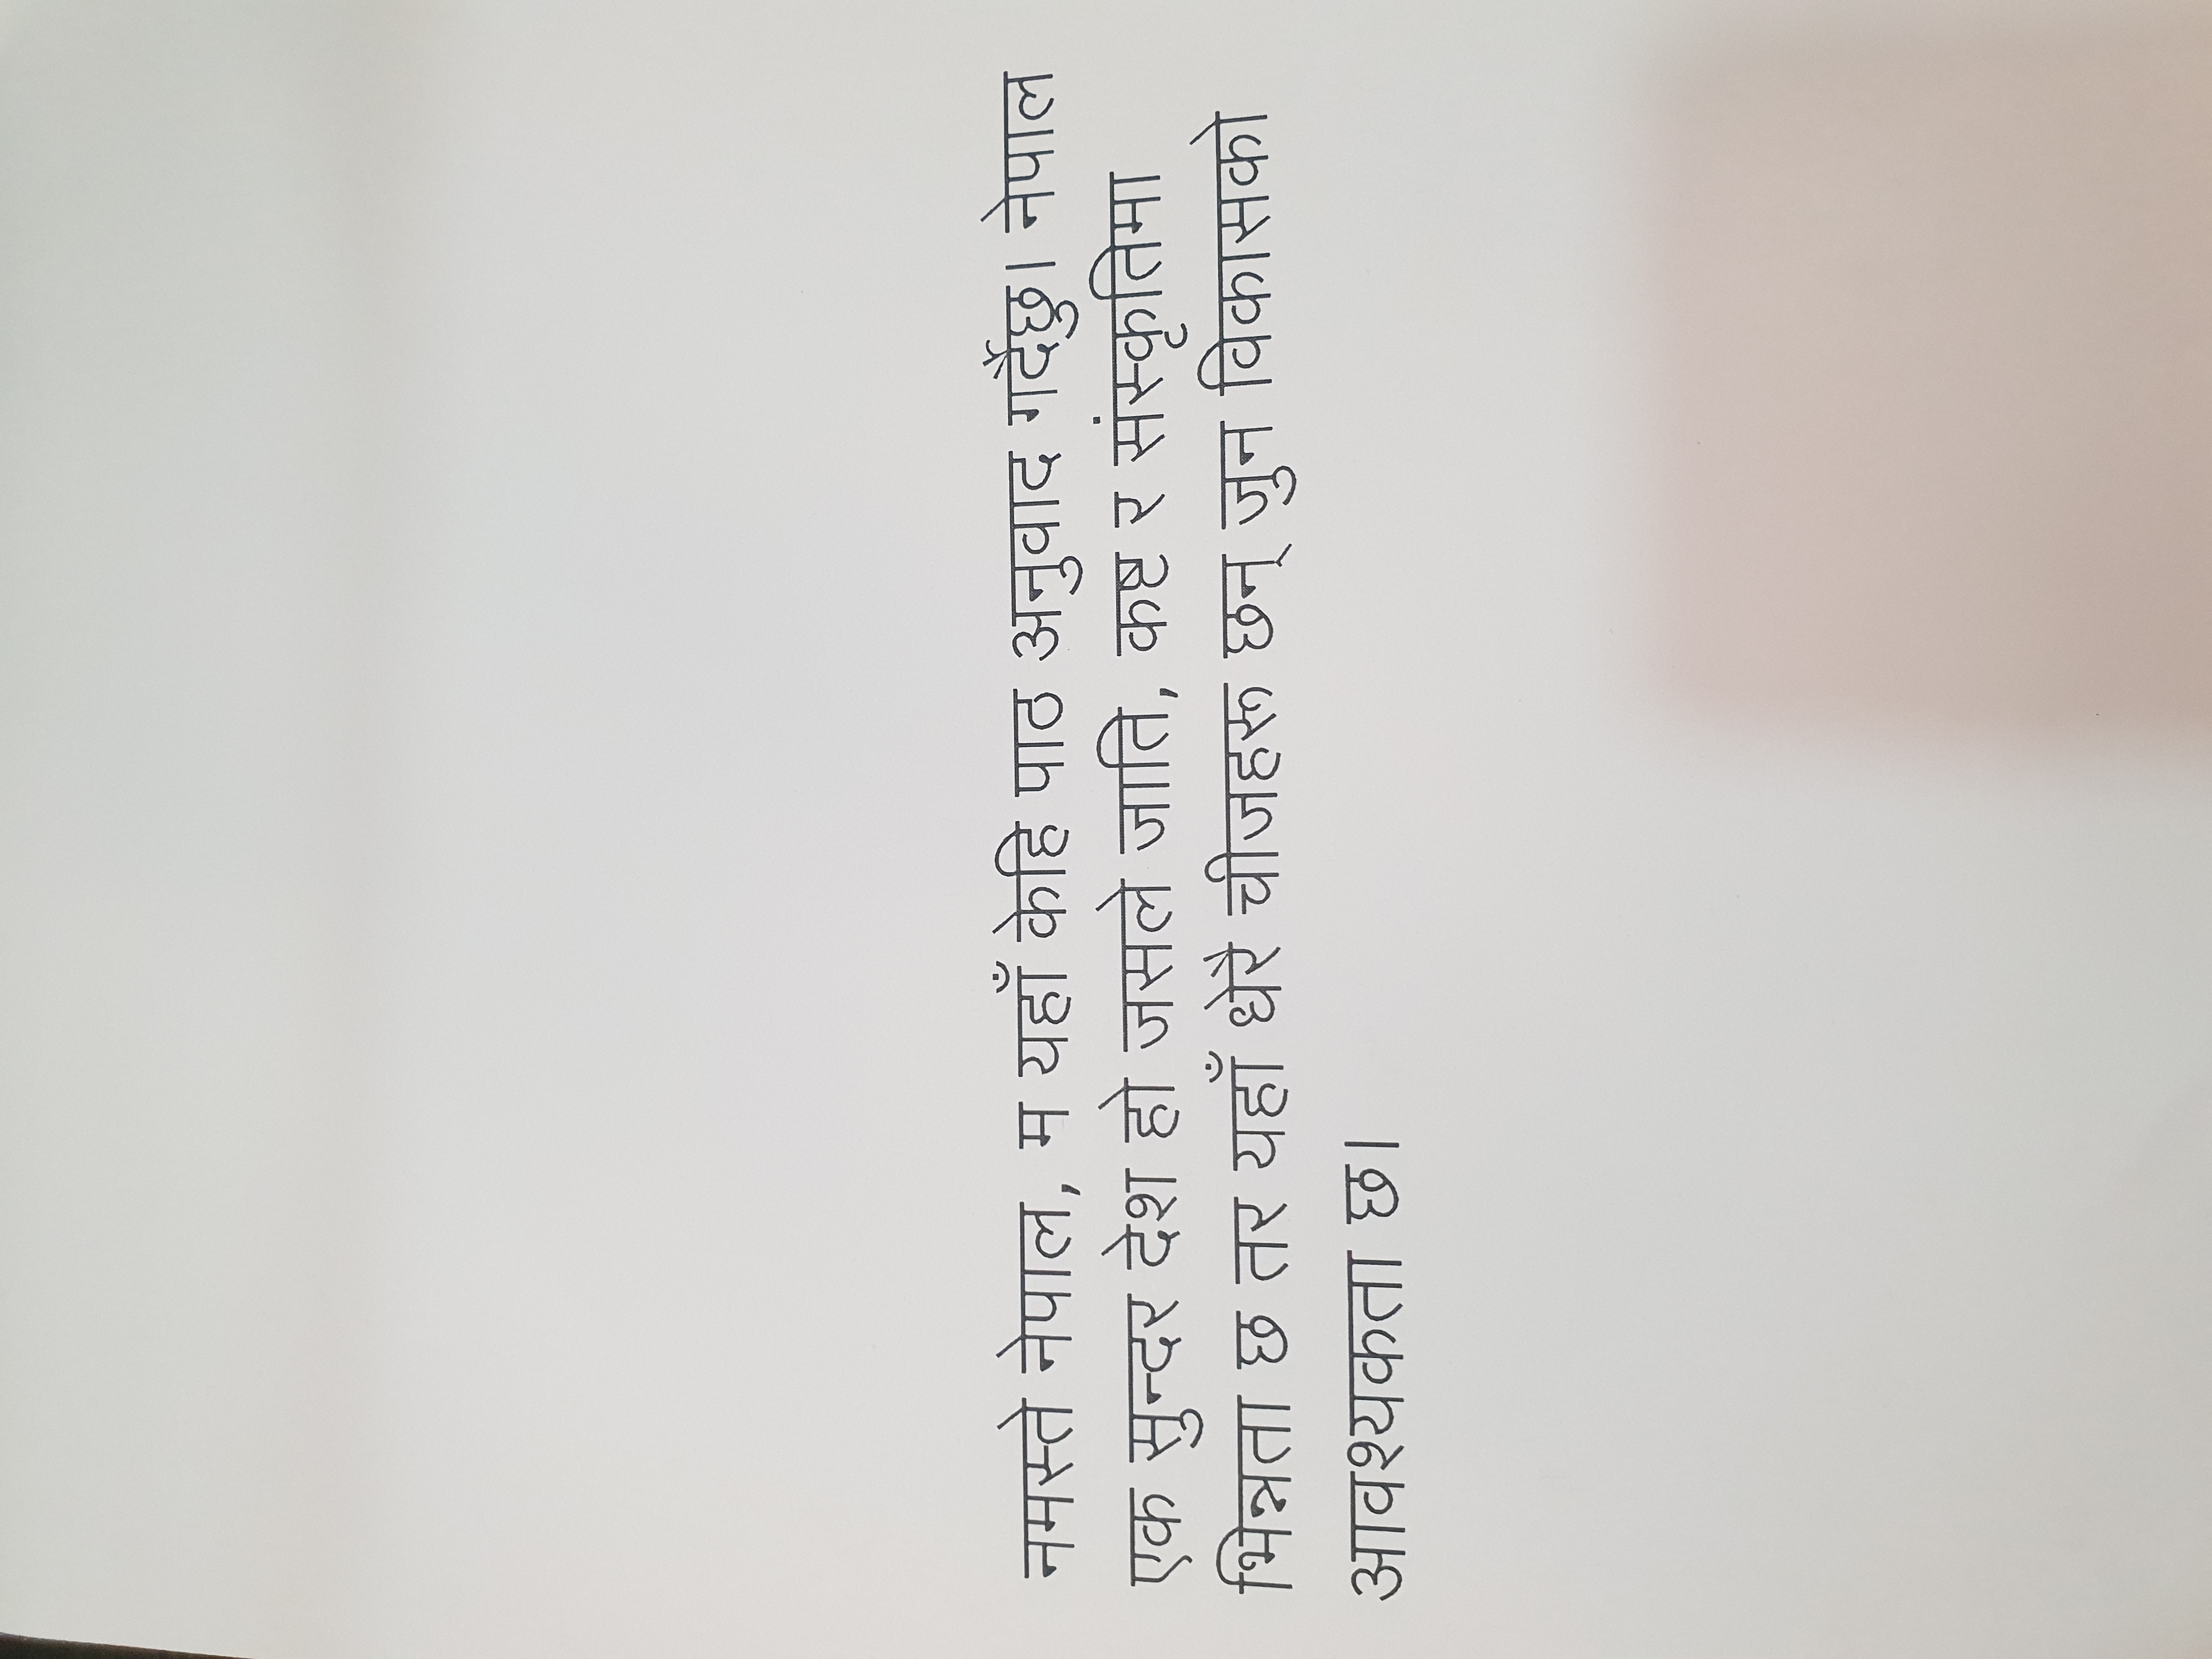 नमस्ते नेपाल, म यहाँ केहि पाठ अनुवाद गर्दैछु। नेपाल
एक सुन्दर देश हो जसले जाति, कष्ट र संस्कृतिमा
भिन्नता छ तर यहाँ धेरै चीजहरू छन् जुन विकासको
आवश्यकता छ।